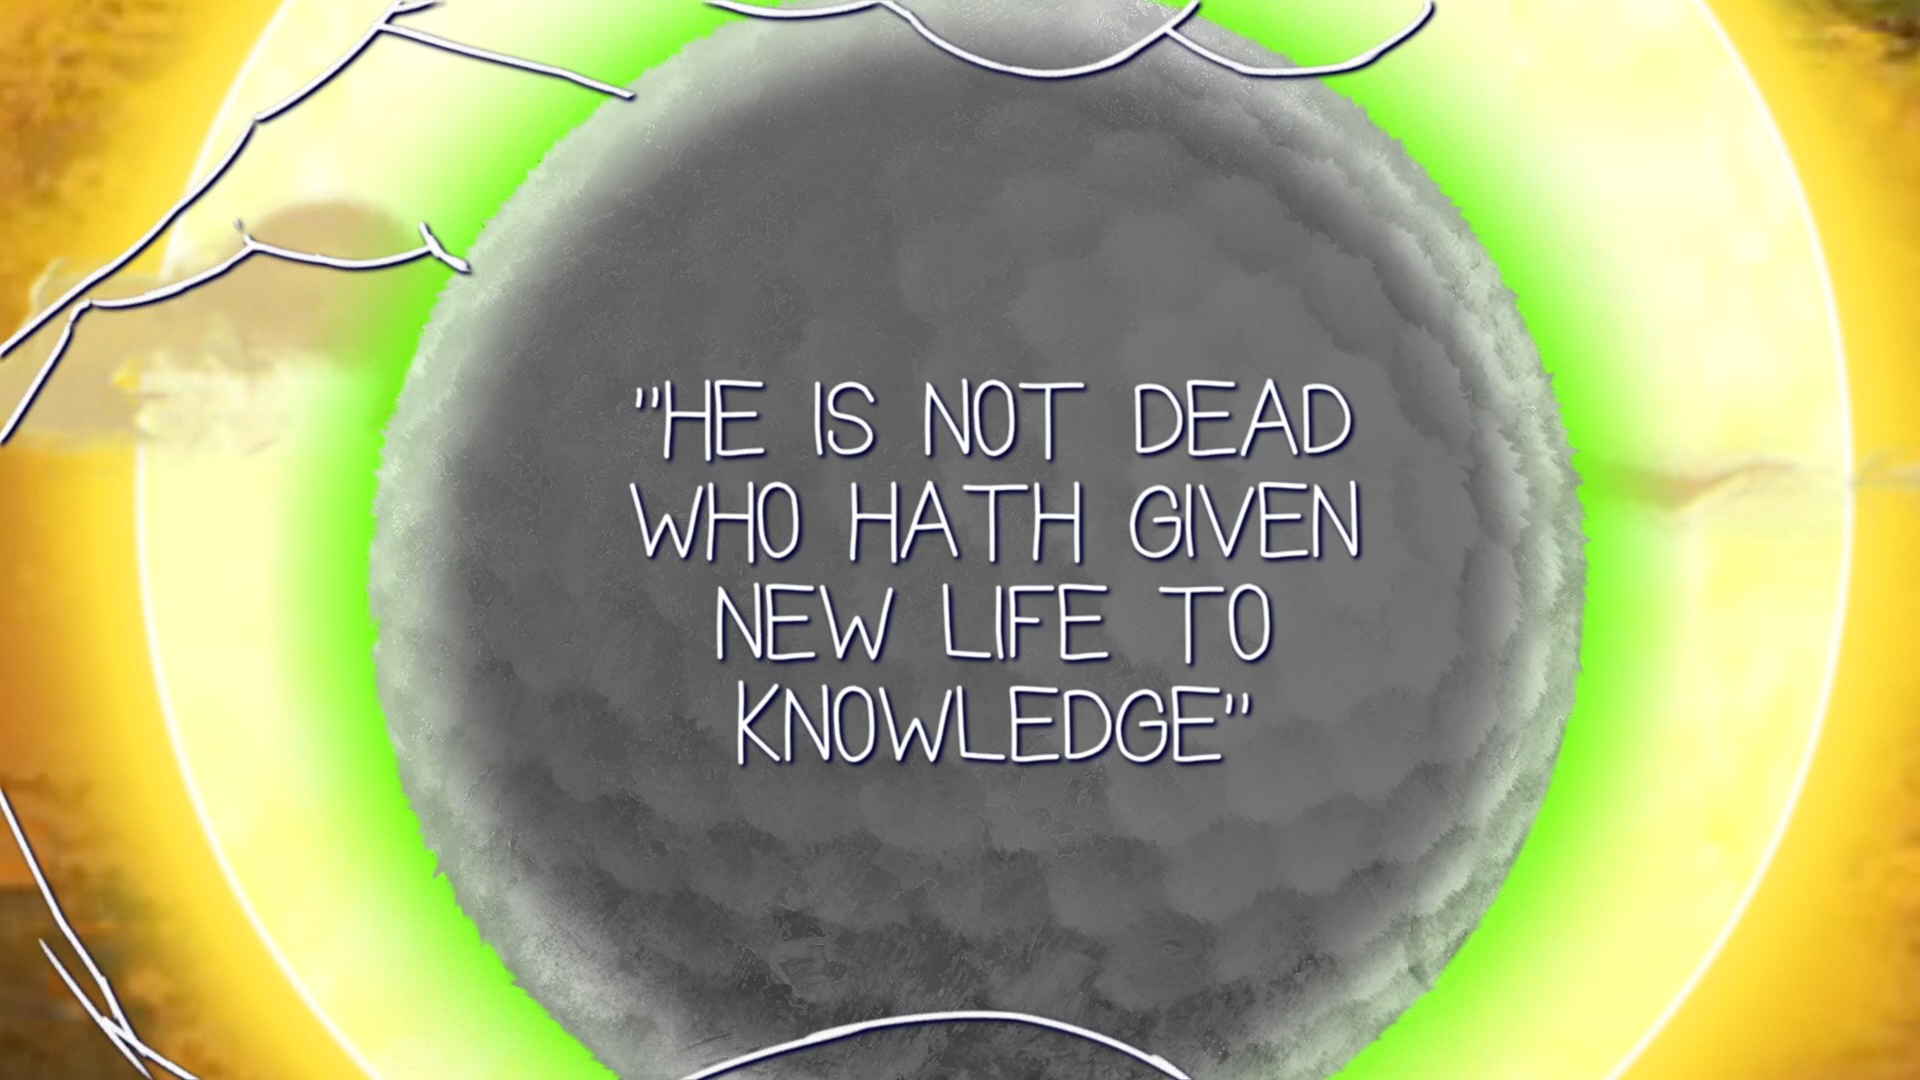 "HE IS NOT DEAD
WHO HATH GIVEN
NEW LIFE TO
KNOWLEDGE"